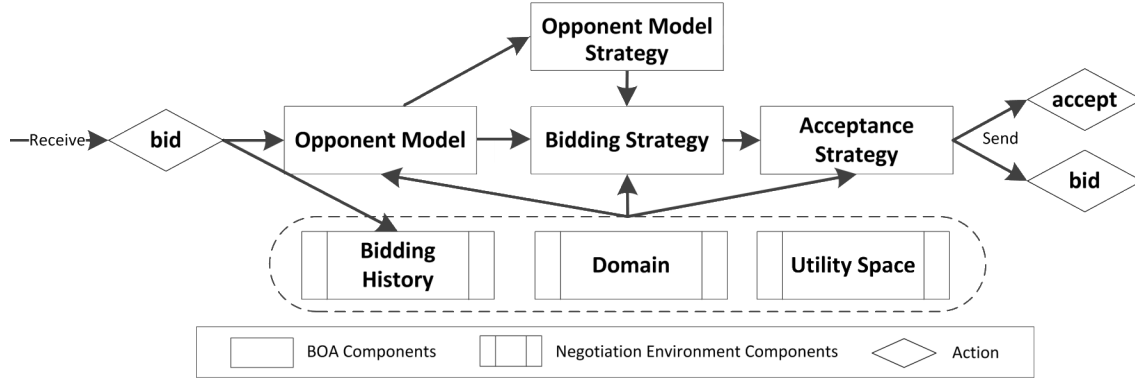 Opponent Model
Strategy
Receive
bid
Opponent Model
Bidding Strategy
Acceptance
Strategy
Send
accept
bid
Bidding
History
Domain
Utility Space
BOA Components
Negotiation Environment Components
Action